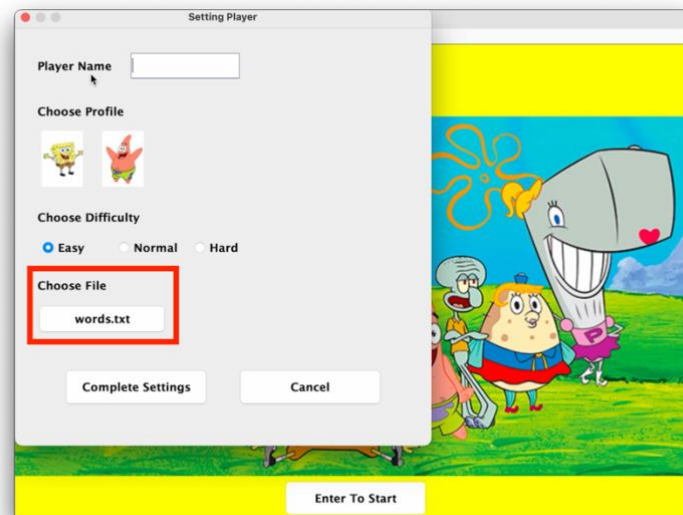 Setting Player
Player Name
Choose Profile
Choose Difficulty
Easy Normal Hard
Choose File
words.txt
Complete Settings Cancel
P
Enter To Start